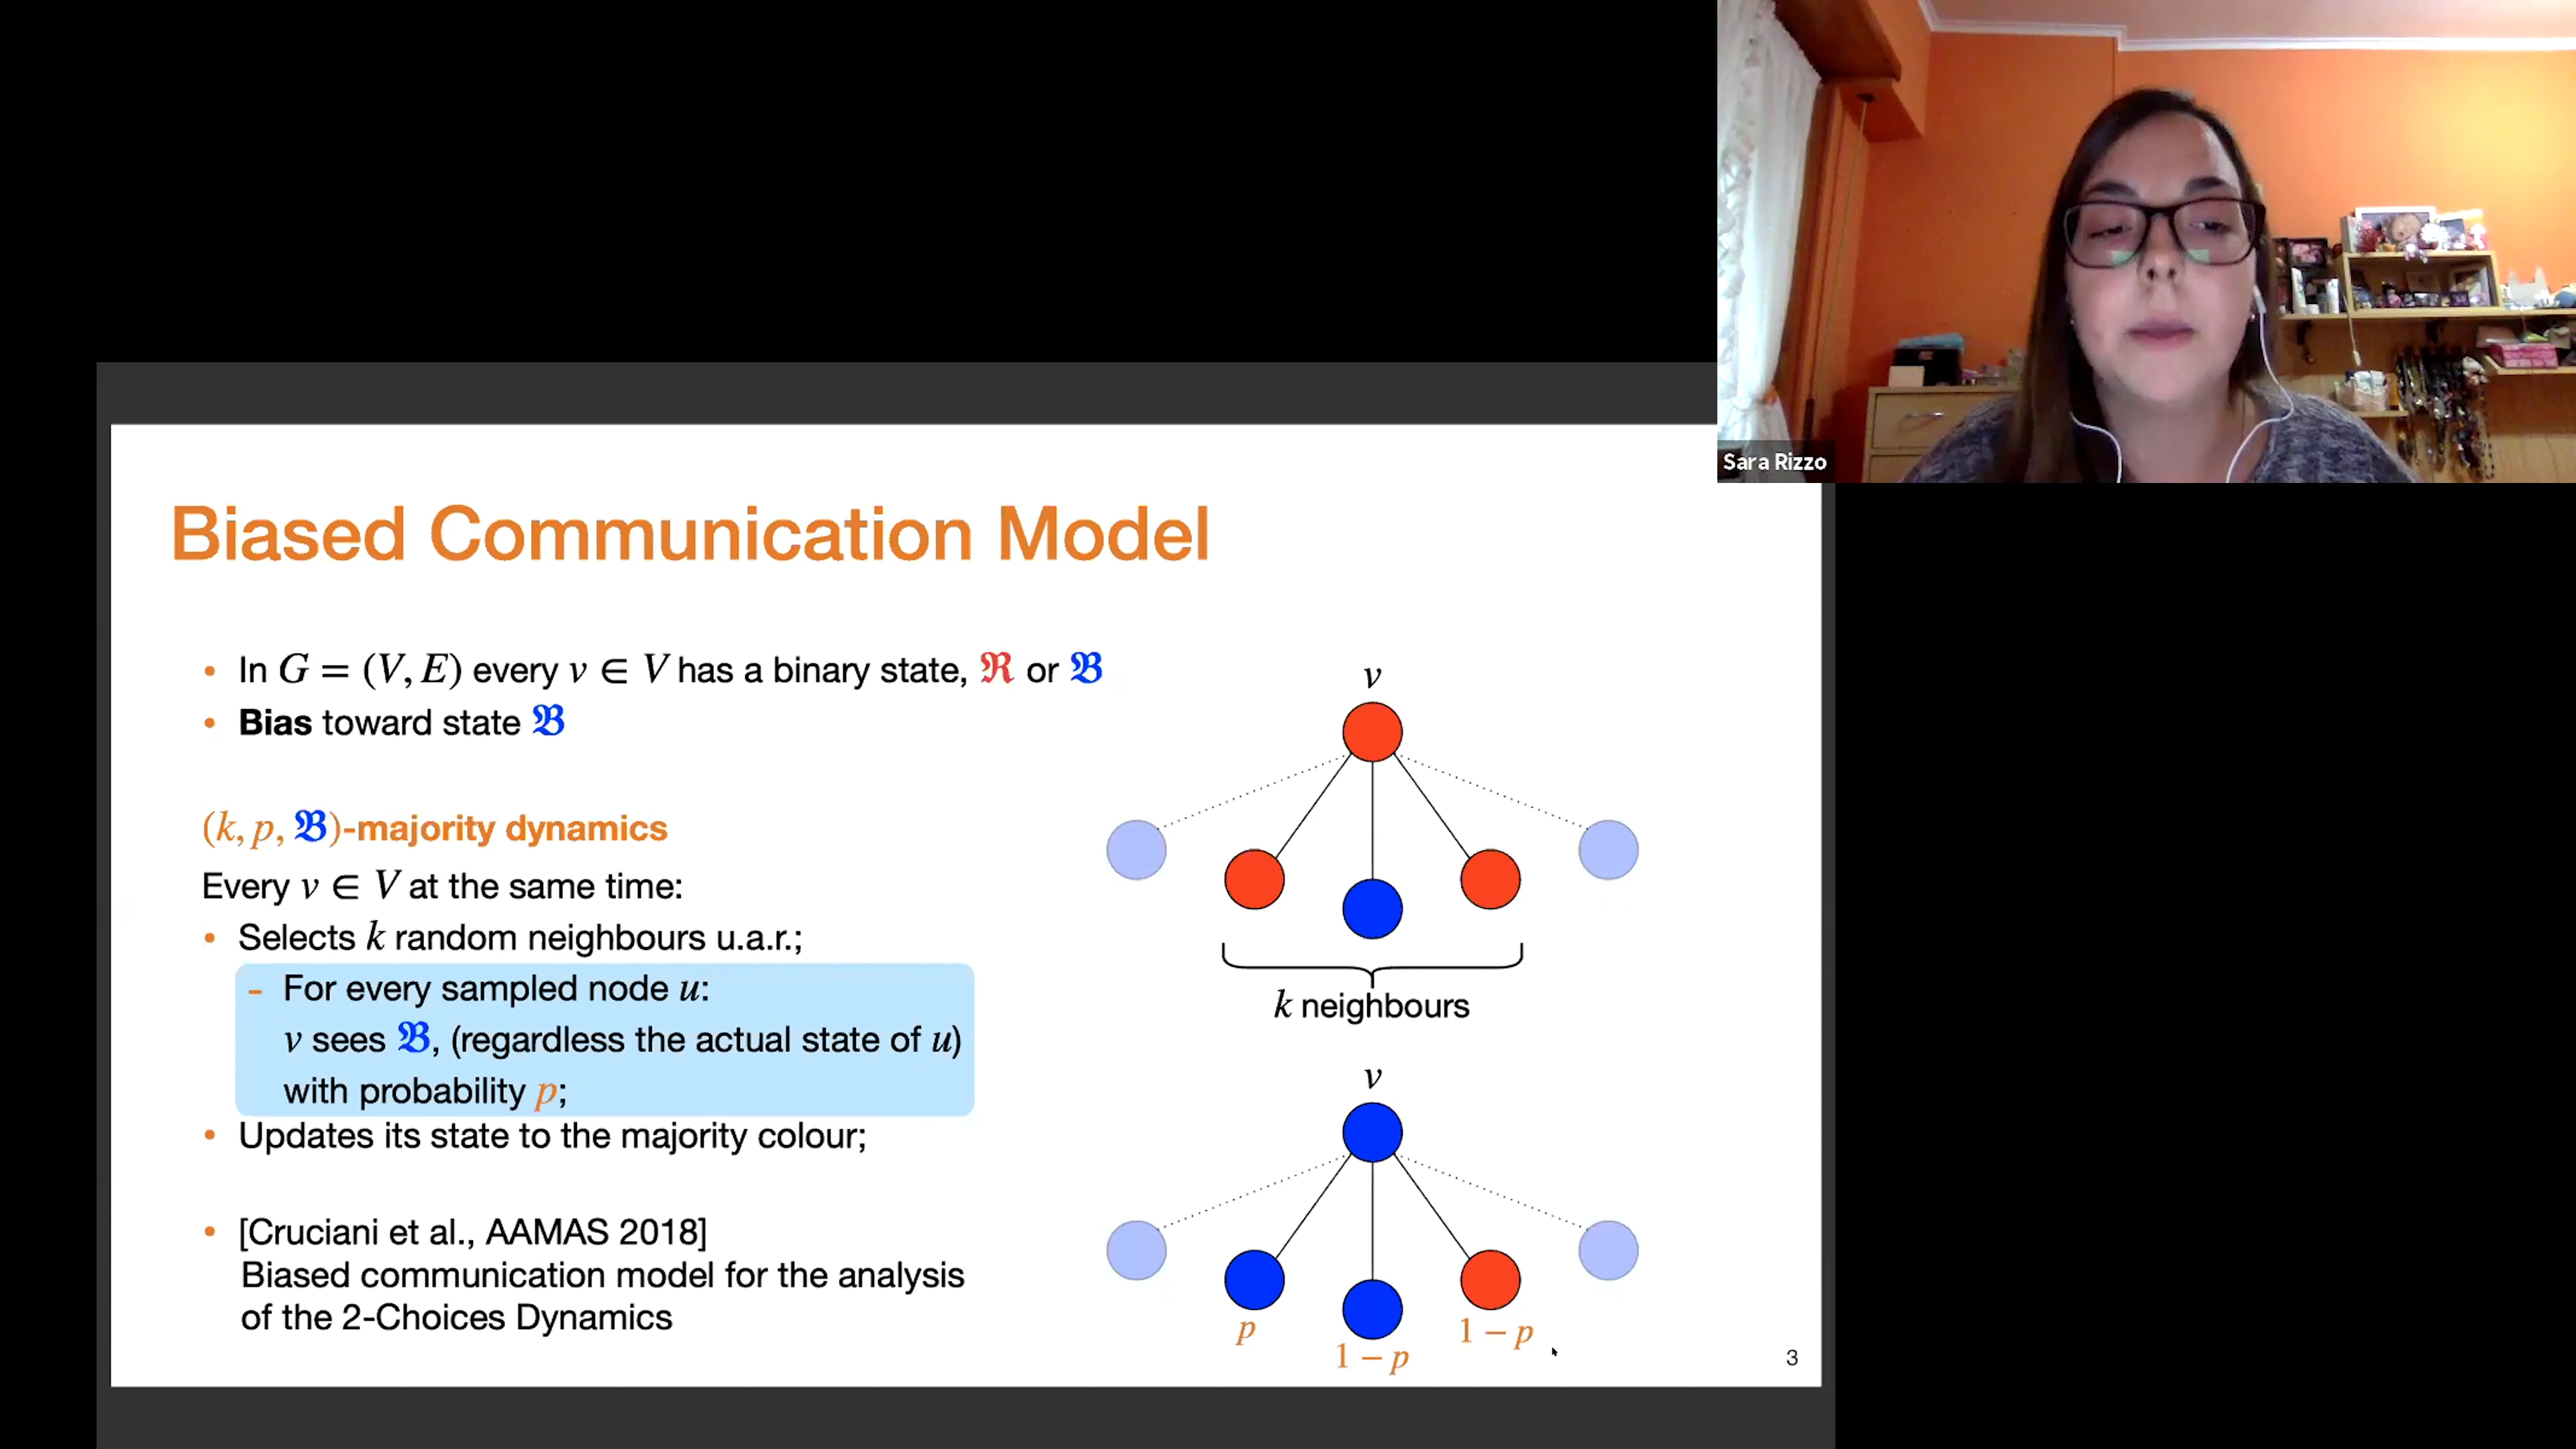 Sara Rizzo
Biased Communication Model
• In G = (V, E) every v ∈ V has a binary state, ℜ or 𝔅
• Bias toward state 𝔅
(k, p, 𝔅)-majority dynamics
Every v ∈ V at the same time:
• Selects k random neighbours u.a.r.;
– For every sampled node u:
v sees 𝔅, (regardless the actual state of u)
with probability p;
• Updates its state to the majority colour;
• [Cruciani et al., AAMAS 2018]
Biased communication model for the analysis
of the 2-Choices Dynamics
v
k neighbours
v
p
1 − p
1 − p
3